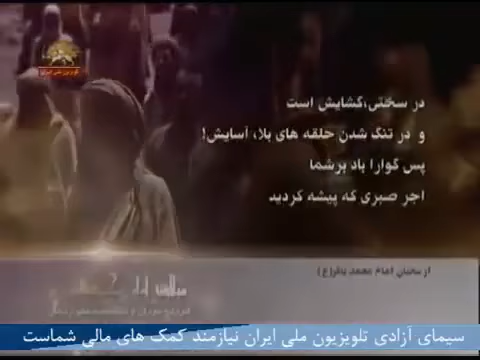 در سختی،گشایش است
و در تنگ شدن حلقه های بلا، آسایش!
پس گوارا باد برشما
اجر صبری که پیشه کردید
از سخنان امام محمد باقر(ع)
سیمای آزادی تلویزیون ملی ایران نیازمند کمک های مالی شماست